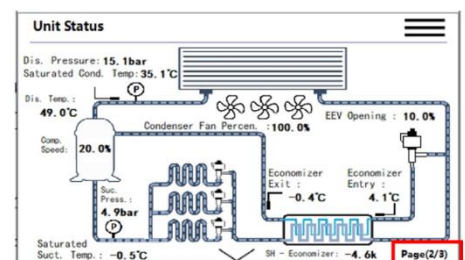 Unit Status
Dis. Pressure: 15.1bar
Saturated Cond. Temp: 35.1℃
P
Dis. Temp.:
49.0℃
EEV Opening : 10.0%
Condenser Fan Percen. :100.0%
Comp.
Speed: 20.0%
Economizer
Exit :
-0.4℃
Economizer
Entry :
4.1℃
Suc.
Press.:
4.9bar
P
Saturated
Suct. Temp.: -0.5℃
SH - Economizer: -4.6k
Page(2/3)